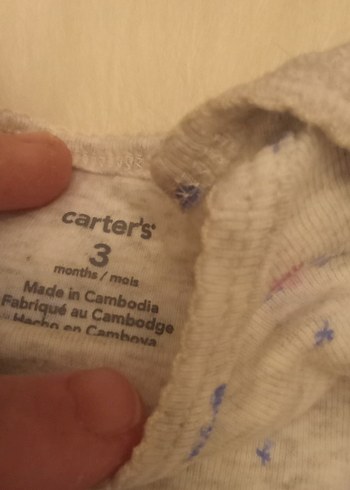 carter's
3
months / mois
Made in Cambodia
Fabriqué au Cambodge
Hecho en Camboya